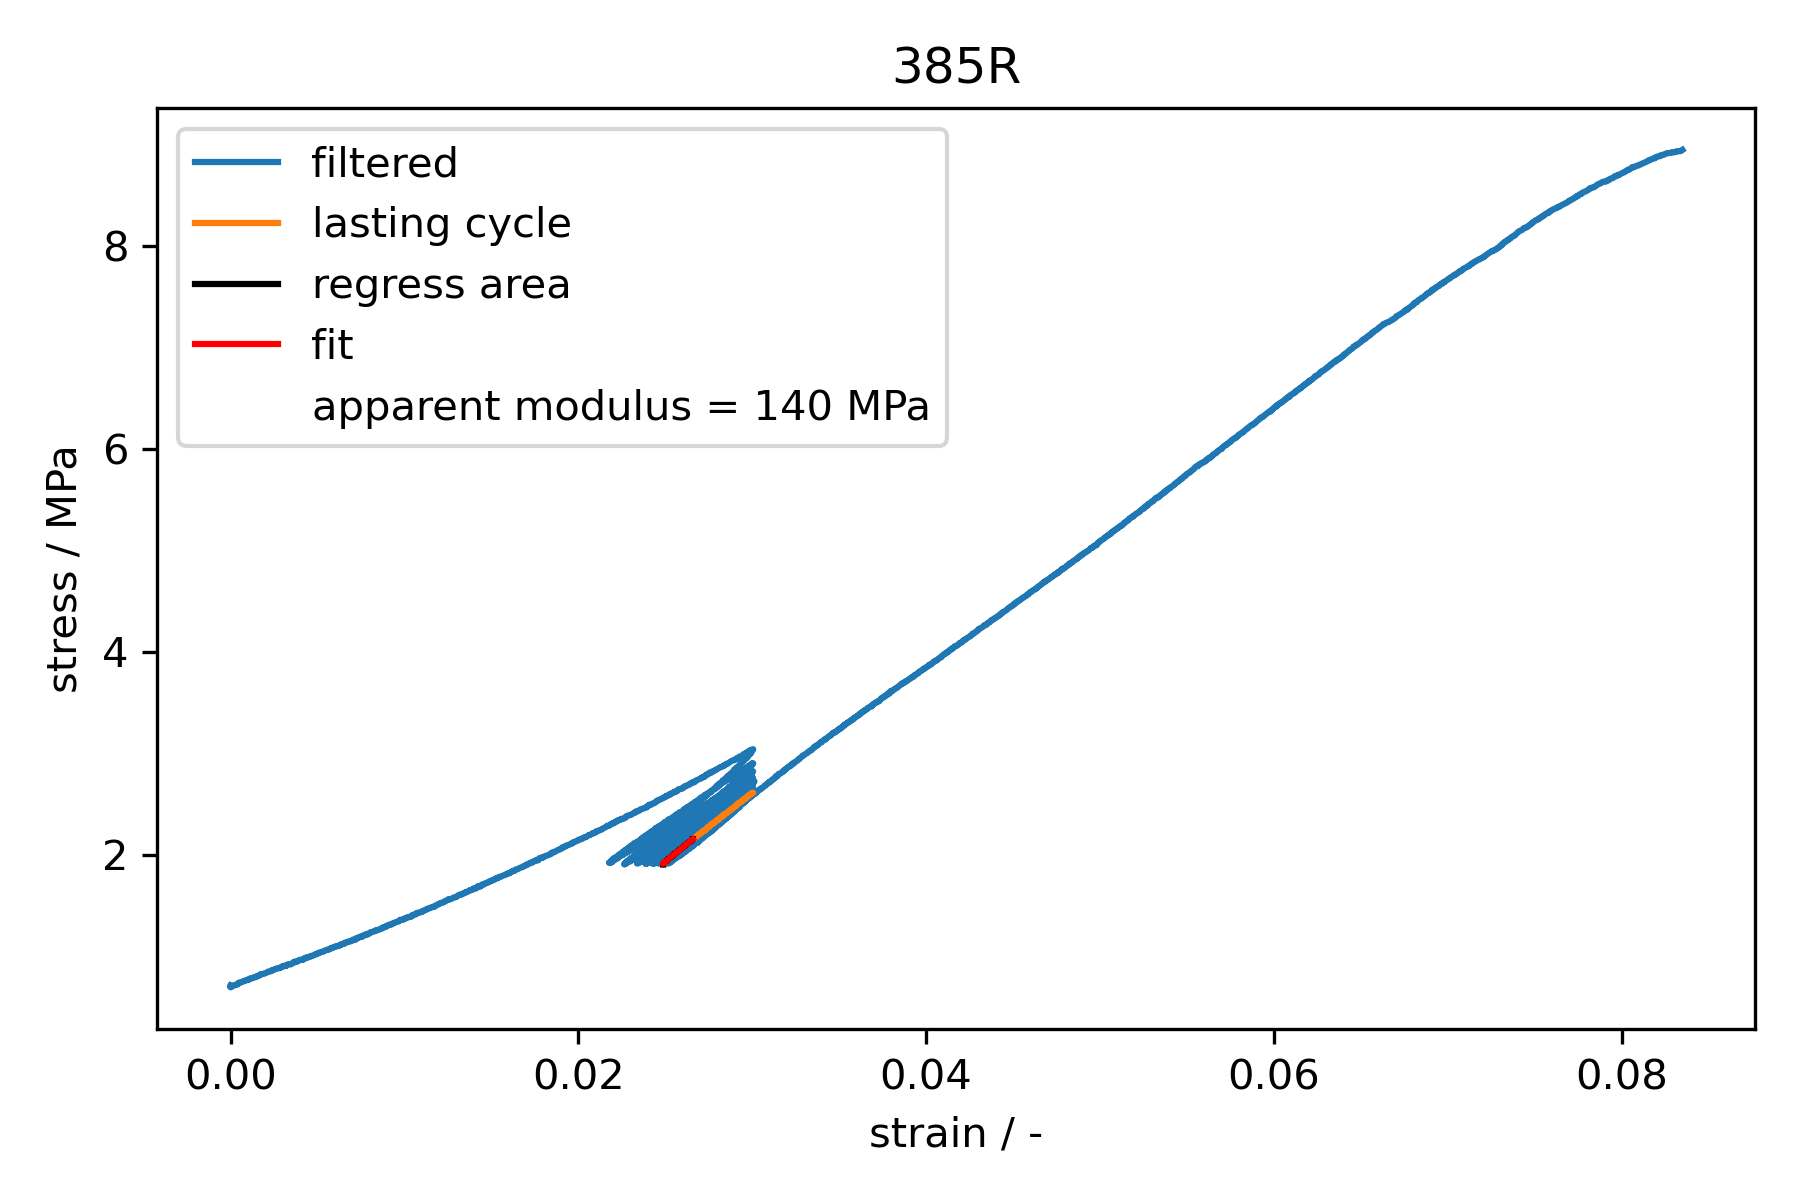 385R
filtered
lasting cycle
regress area
fit
apparent modulus = 140 MPa
stress / MPa
8
6
4
2
0.00 0.02 0.04 0.06 0.08
strain / -